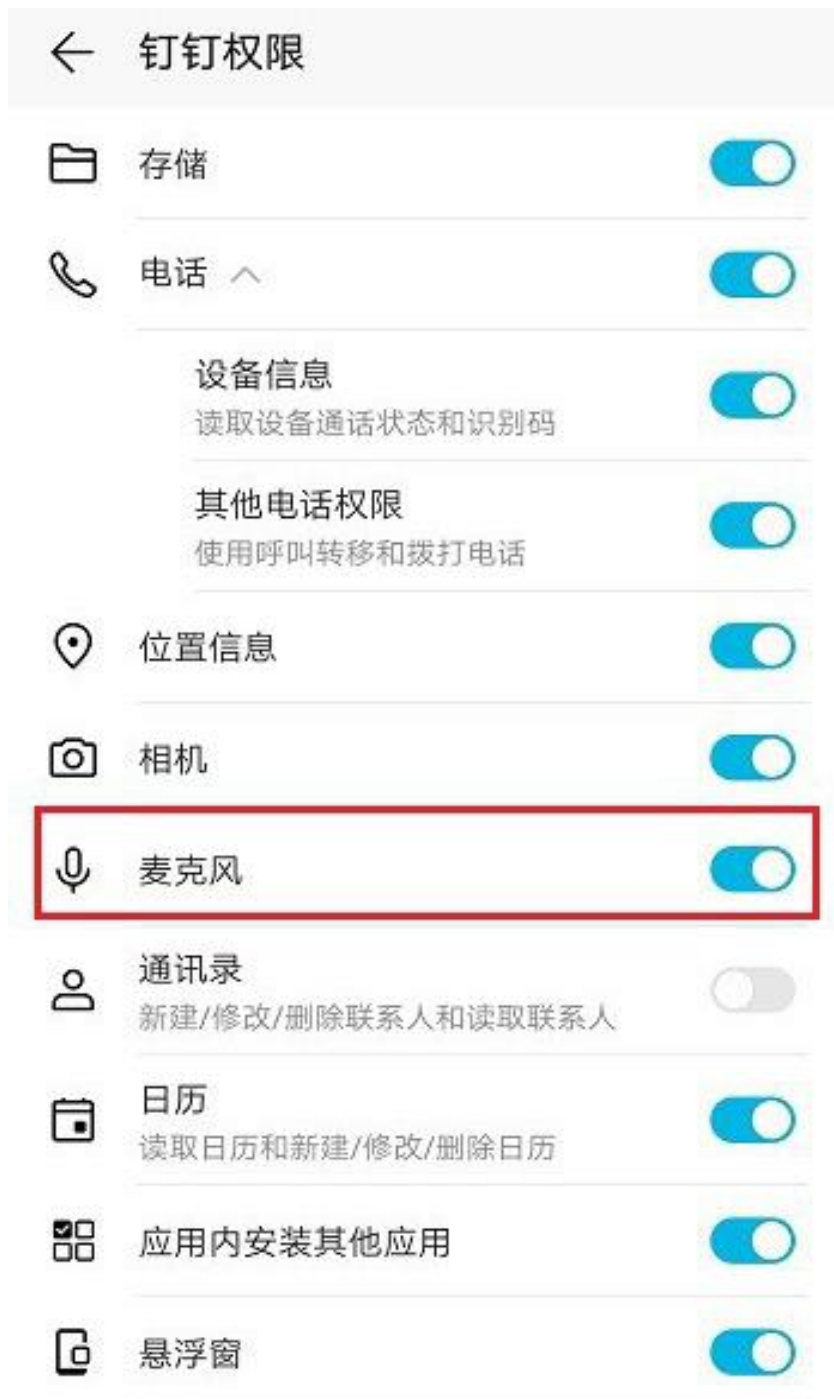 钉钉权限
存储
电话
设备信息
读取设备通话状态和识别码
其他电话权限
使用呼叫转移和拨打电话
位置信息
相机
麦克风
通讯录
新建/修改/删除联系人和读取联系人
日历
读取日历和新建/修改/删除日历
应用内安装其他应用
悬浮窗